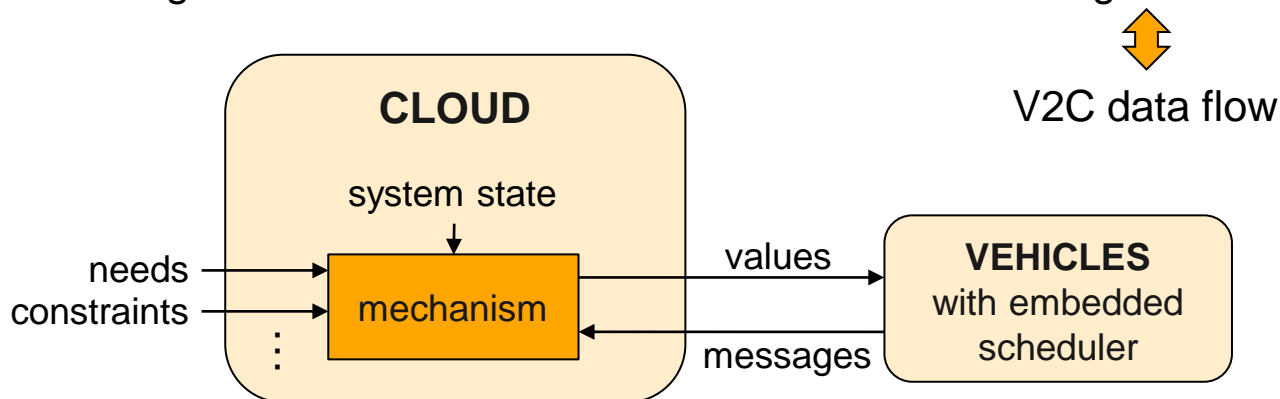 V2C data flow
CLOUD
system state
needs
constraints
mechanism
values
messages
VEHICLES
with embedded
scheduler